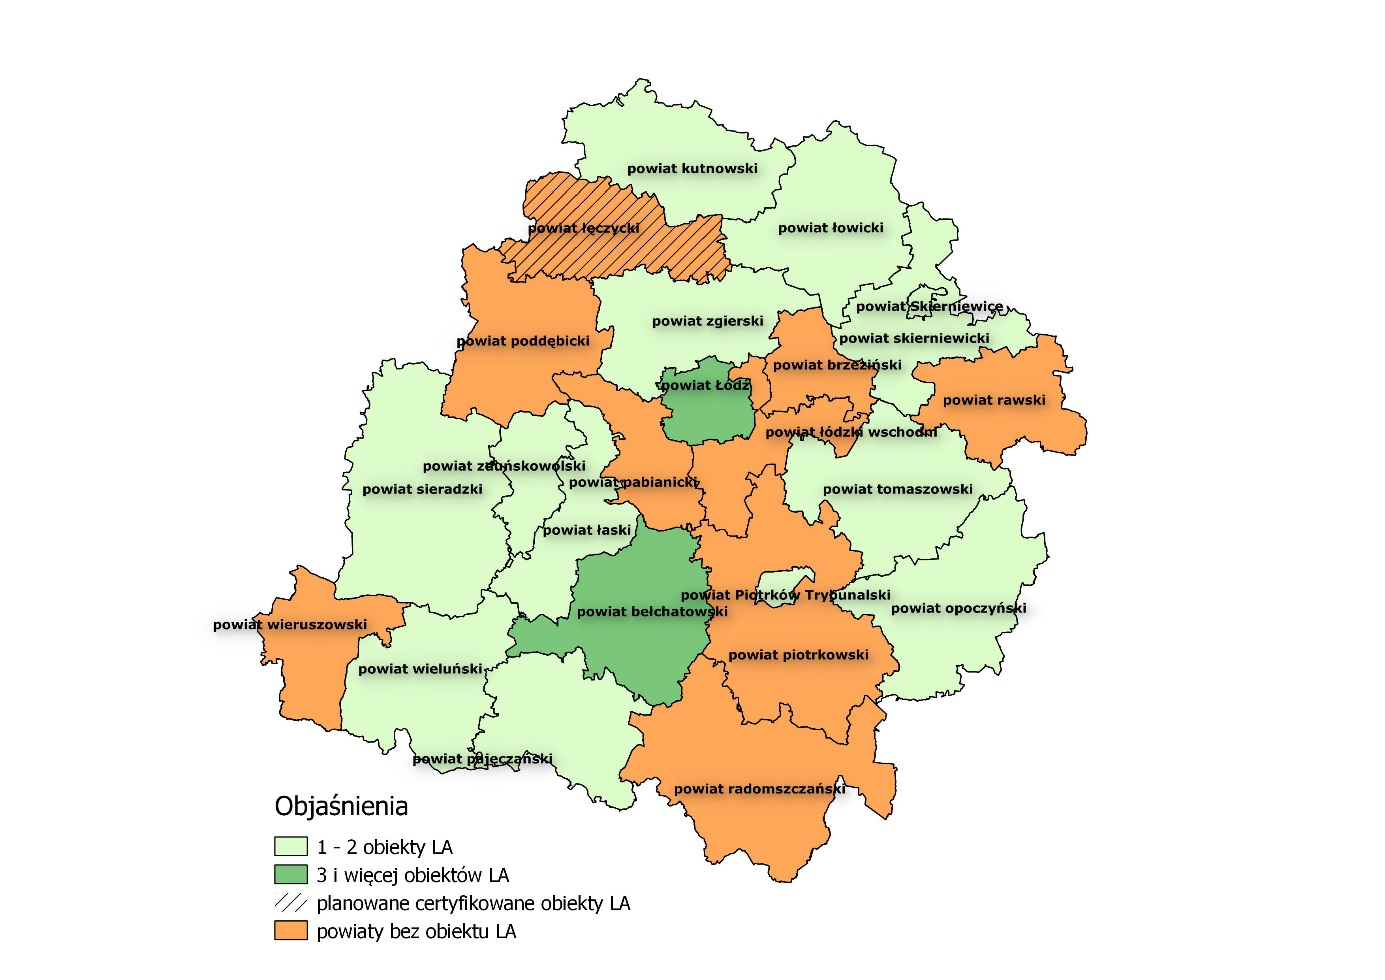 powiat kutnowski
powiat łęczycki
powiat łowicki
powiat Skierniewice
powiat zgierski
powiat skierniewicki
powiat poddębicki
powiat brzeziński
powiat Łódź
powiat rawski
powiat łódzki wschodni
powiat zduńskowolski
powiat pabianicki
powiat sieradzki
powiat tomaszowski
powiat łaski
powiat Piotrków Trybunalski
powiat bełchatowski
powiat opoczyński
powiat wieruszowski
powiat piotrkowski
powiat wieluński
powiat pajęczański
powiat radomszczański
Objaśnienia
1 - 2 obiekty LA
3 i więcej obiektów LA
planowane certyfikowane obiekty LA
powiaty bez obiektu LA